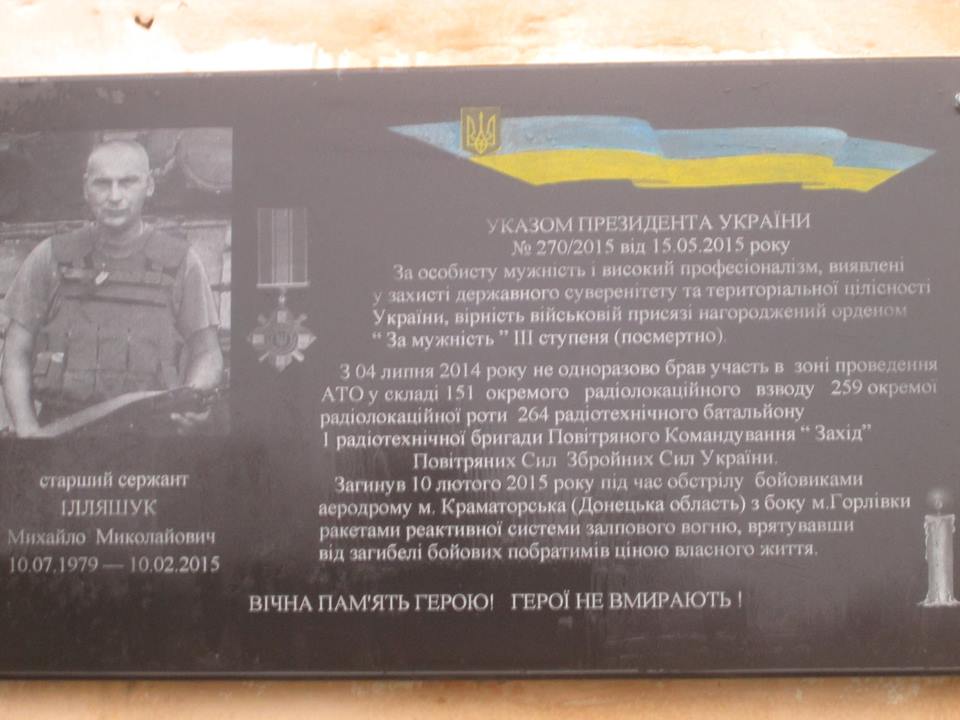 УКАЗОМ ПРЕЗИДЕНТА УКРАЇНИ
№ 270/2015 від 15.05.2015 року
За особисту мужність і високий професіоналізм, виявлені
у захисті державного суверенітету та територіальної цілісності
України, вірність військовій присязі нагороджений орденом
“ За мужність ” ІІІ ступеня (посмертно).
З 04 липня 2014 року не одноразово брав участь в зоні проведення
АТО у складі 151 окремого радіолокаційного взводу 259 окремої
радіолокаційної роти 264 радіотехнічного батальйону
1 радіотехнічної бригади Повітряного Командування “ Захід”
Повітряних Сил Збройних Сил України.
Загинув 10 лютого 2015 року під час обстрілу бойовиками
аеродрому м. Краматорська (Донецька область) з боку м.Горлівки
ракетами реактивної системи залпового вогню, врятувавши
від загибелі бойових побратимів ціною власного життя.
старший сержант
ІЛЛЯШУК
Михайло Миколайович
10.07.1979 — 10.02.2015
ВІЧНА ПАМ'ЯТЬ ГЕРОЮ! ГЕРОЇ НЕ ВМИРАЮТЬ !